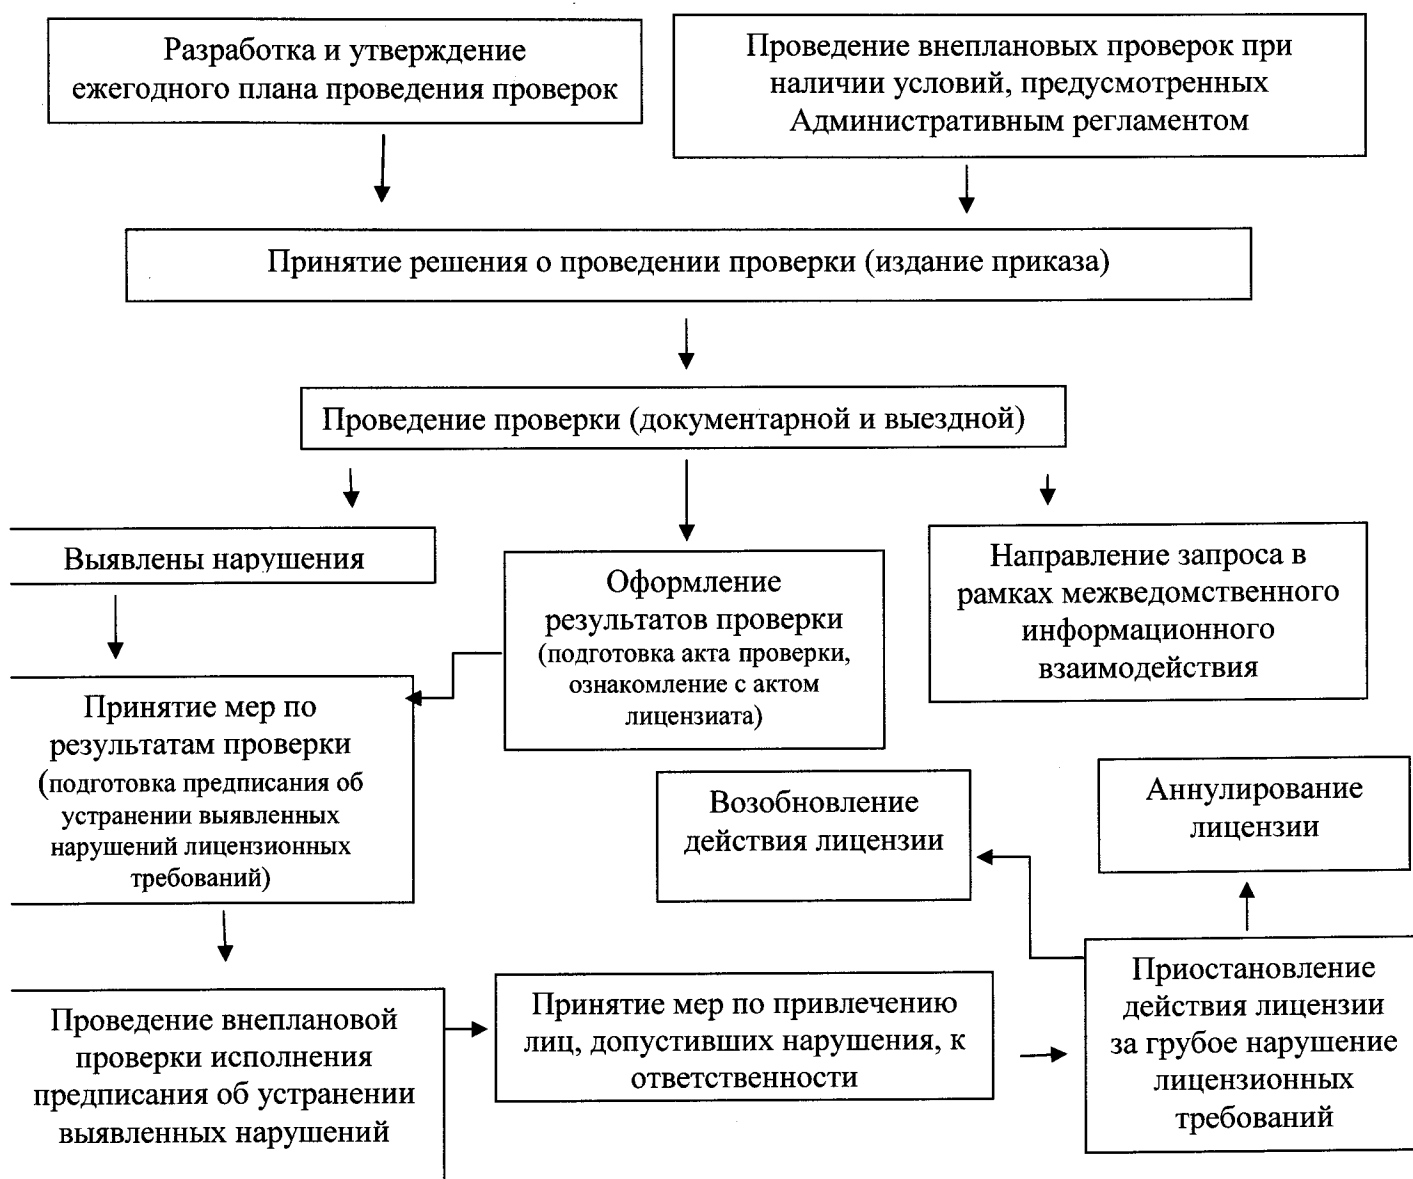 Разработка и утверждение
ежегодного плана проведения проверок
Проведение внеплановых проверок при
наличии условий, предусмотренных
Административным регламентом
Принятие решения о проведении проверки (издание приказа)
Проведение проверки (документарной и выездной)
Выявлены нарушения
Оформление
результатов проверки
(подготовка акта проверки,
ознакомление с актом
лицензиата)
Направление запроса в
рамках межведомственного
информационного
взаимодействия
Принятие мер по
результатам проверки
(подготовка предписания об
устранении выявленных
нарушений лицензионных
требований)
Возобновление
действия лицензии
Аннулирование
лицензии
Проведение внеплановой
проверки исполнения
предписания об устранении
выявленных нарушений
Принятие мер по привлечению
лиц, допустивших нарушения, к
ответственности
Приостановление
действия лицензии
за грубое нарушение
лицензионных
требований